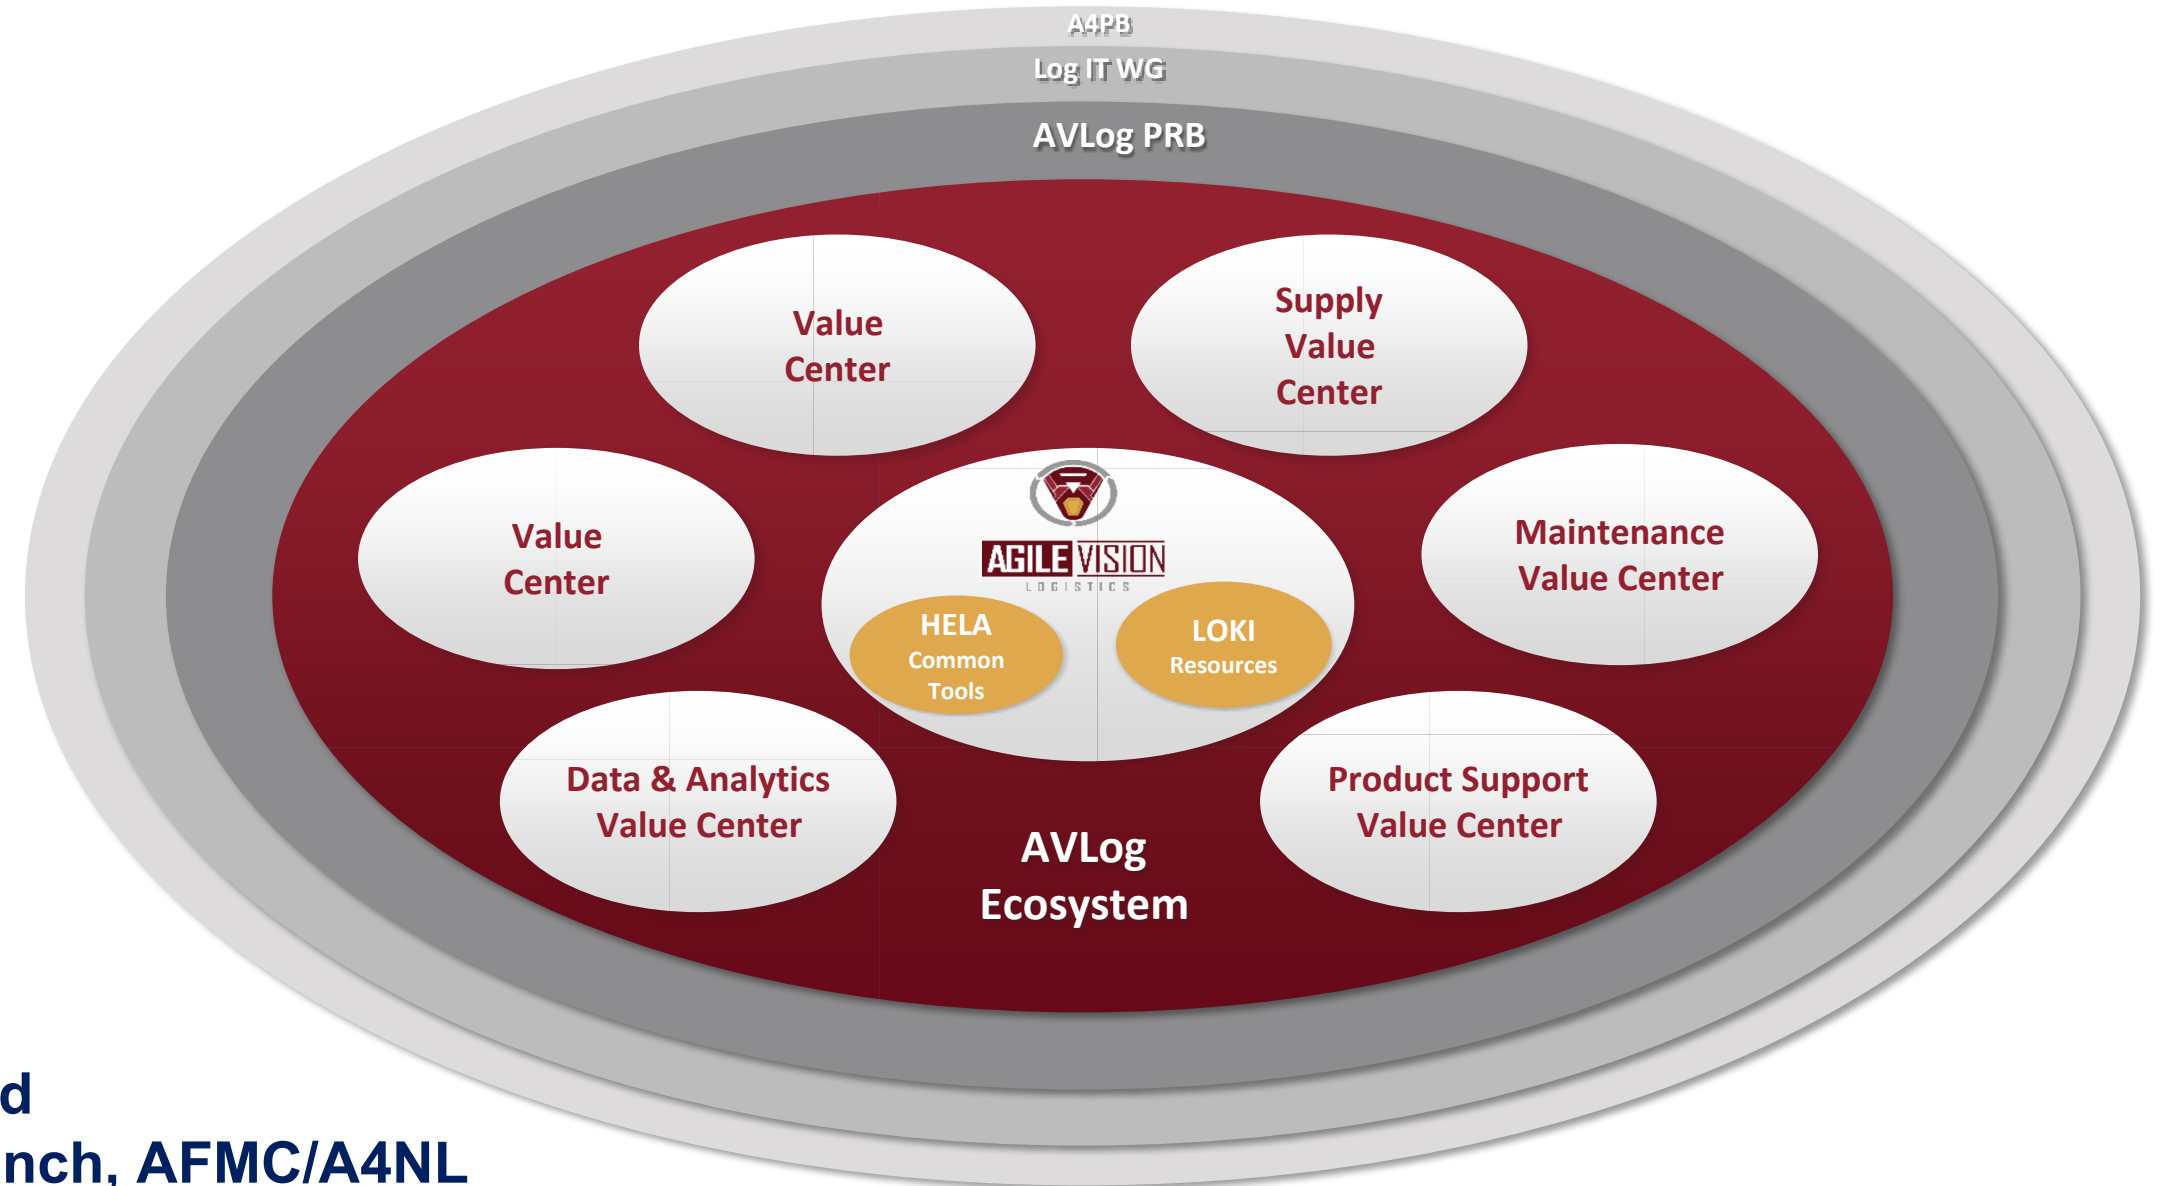 A4PB
Log IT WG
AVLog PRB
Value
Center
Supply
Value
Center
Value
Center
AGILE VISION
LOGISTICS
HELA
Common
Tools
LOKI
Resources
Maintenance
Value Center
Data & Analytics
Value Center
Product Support
Value Center
AVLog
Ecosystem
d
nch, AFMC/A4NL